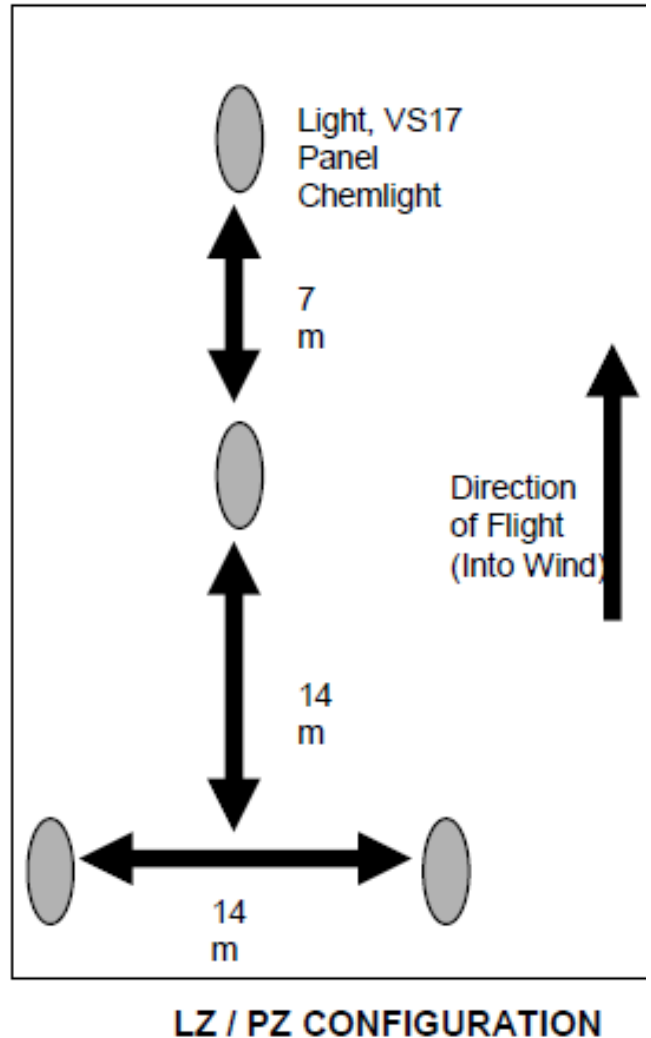 Light, VS17
Panel
Chemlight
7
m
Direction
of Flight
(Into Wind)
14
m
14
m
LZ / PZ CONFIGURATION